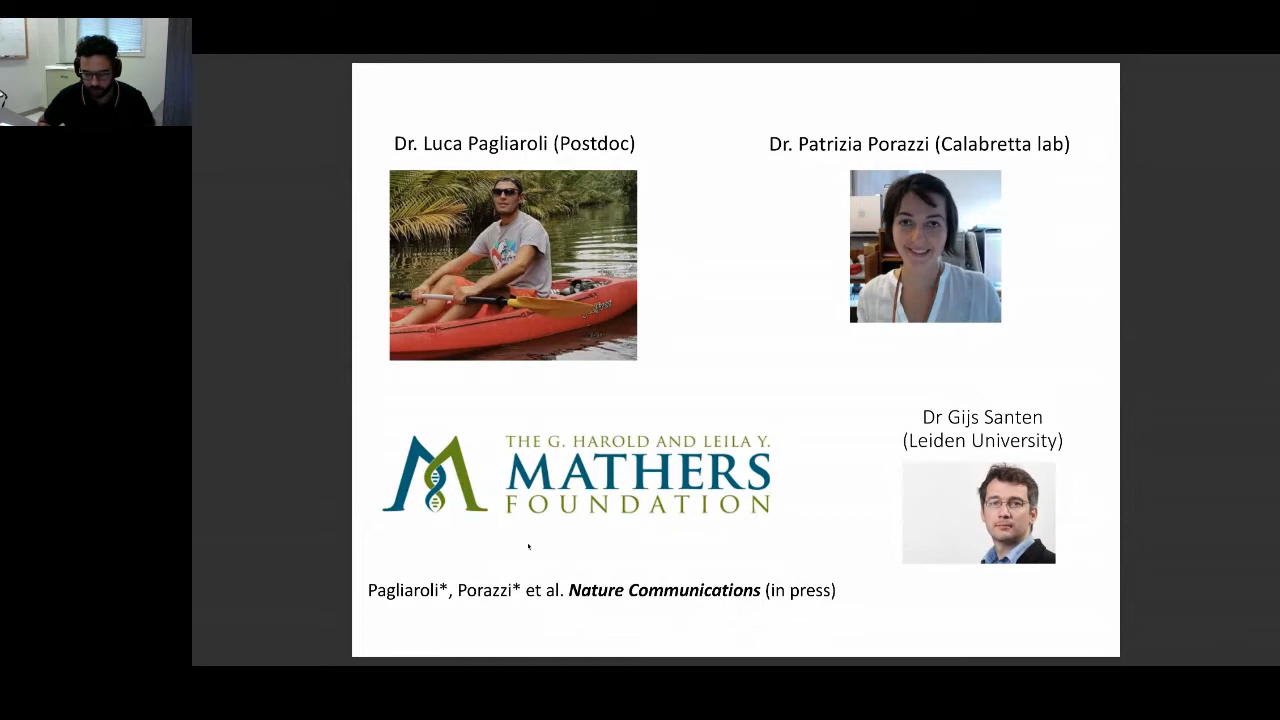 Dr. Luca Pagliaroli (Postdoc)
Dr. Patrizia Porazzi (Calabretta lab)
Dr Gijs Santen
(Leiden University)
THE G. HAROLD AND LEILA Y.
MATHERS
FOUNDATION
Pagliaroli*, Porazzi* et al. Nature Communications (in press)